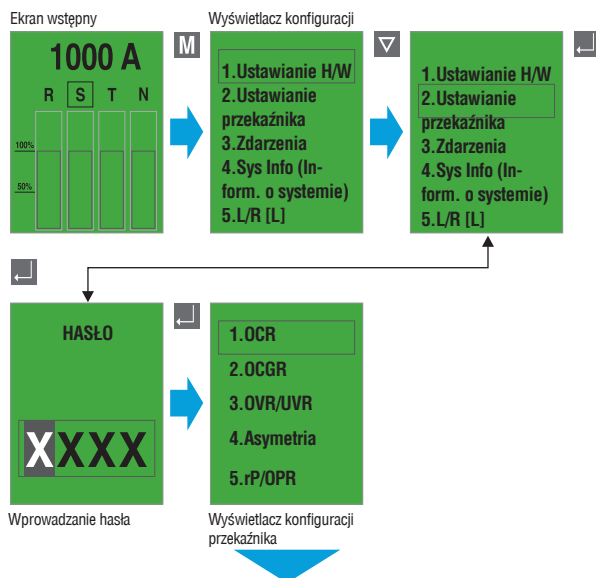 Ekran wstępny
Wyświetlacz konfiguracji
1000 A
R S T N
100%
50%
M
1.Ustawianie H/W
2.Ustawianie
przekaźnika
3.Zdarzenia
4.Sys Info (In-
form. o systemie)
5.L/R [L]
1.Ustawianie H/W
2.Ustawianie
przekaźnika
3.Zdarzenia
4.Sys Info (In-
form. o systemie)
5.L/R [L]
HASŁO
XXXX
Wprowadzanie hasła
1.OCR
2.OCGR
3.OVR/UVR
4.Asymetria
5.rP/OPR
Wyświetlacz konfiguracji
przekaźnika